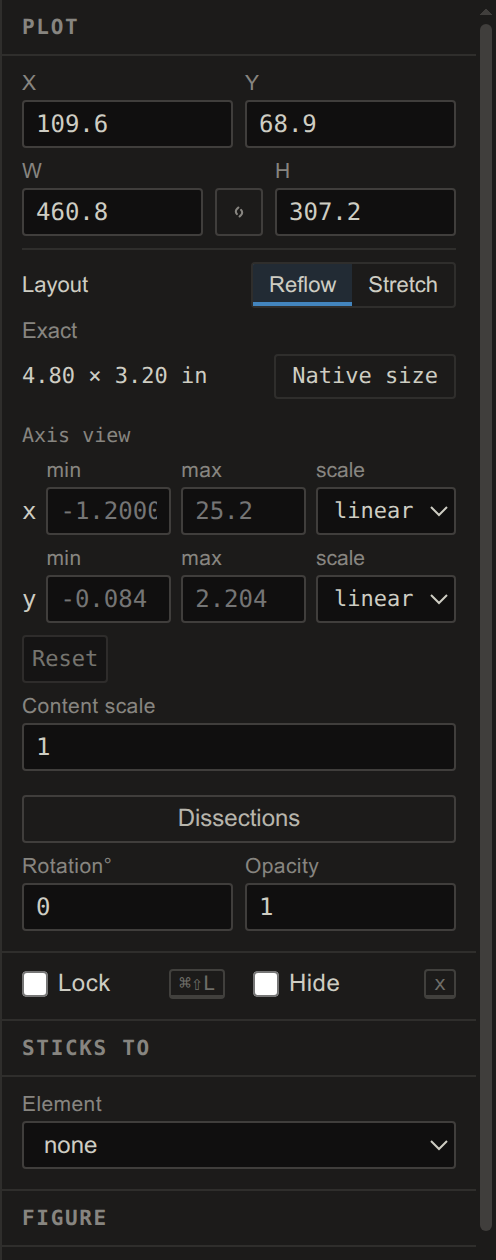 PLOT
X Y
109.6 68.9
W H
460.8 307.2
Layout Reflow Stretch
Exact
4.80 × 3.20 in Native size
Axis view
min max scale
x -1.2000 25.2 linear
min max scale
y -0.084 2.204 linear
Reset
Content scale
1
Dissections
Rotation° Opacity
0 1
Lock ⌘⇧L Hide x
STICKS TO
Element
none
FIGURE